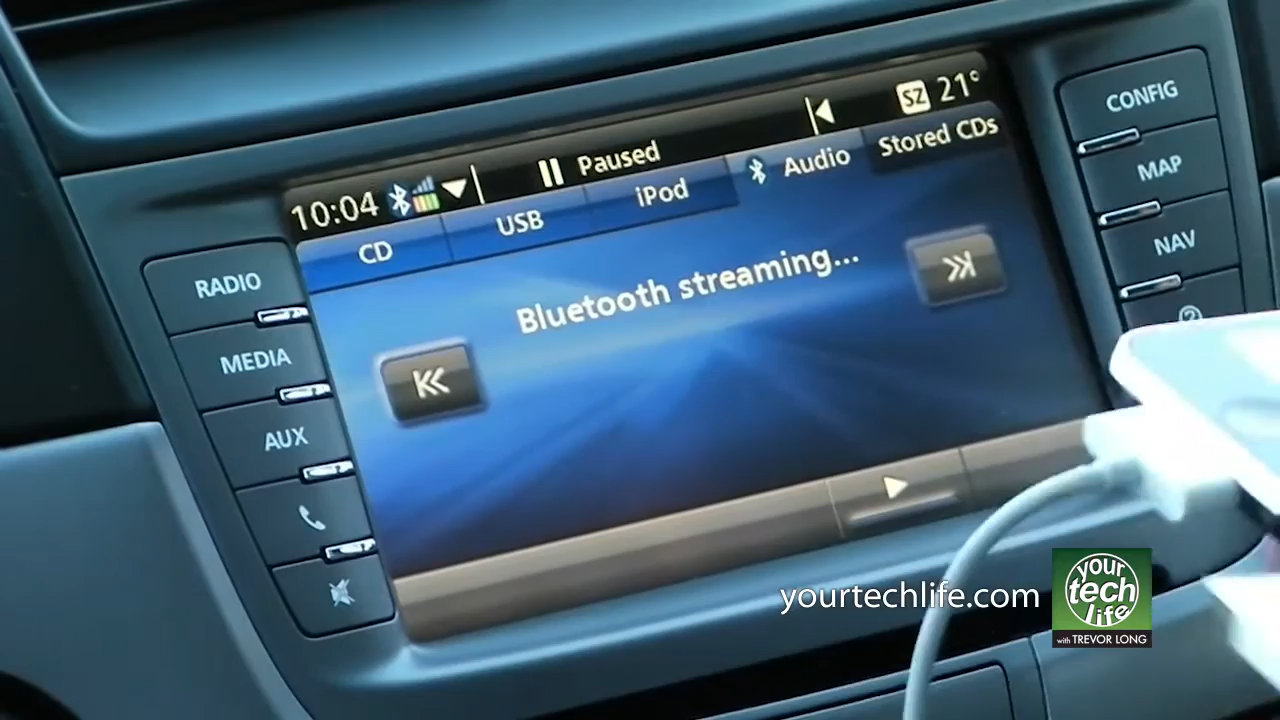 10:04
Paused
SZ 21°
CD
USB
iPod
Audio
Stored CDs
Bluetooth streaming...
RADIO
MEDIA
AUX
CONFIG
MAP
NAV
?
yourtechlife.com
your
tech
life
with TREVOR LONG